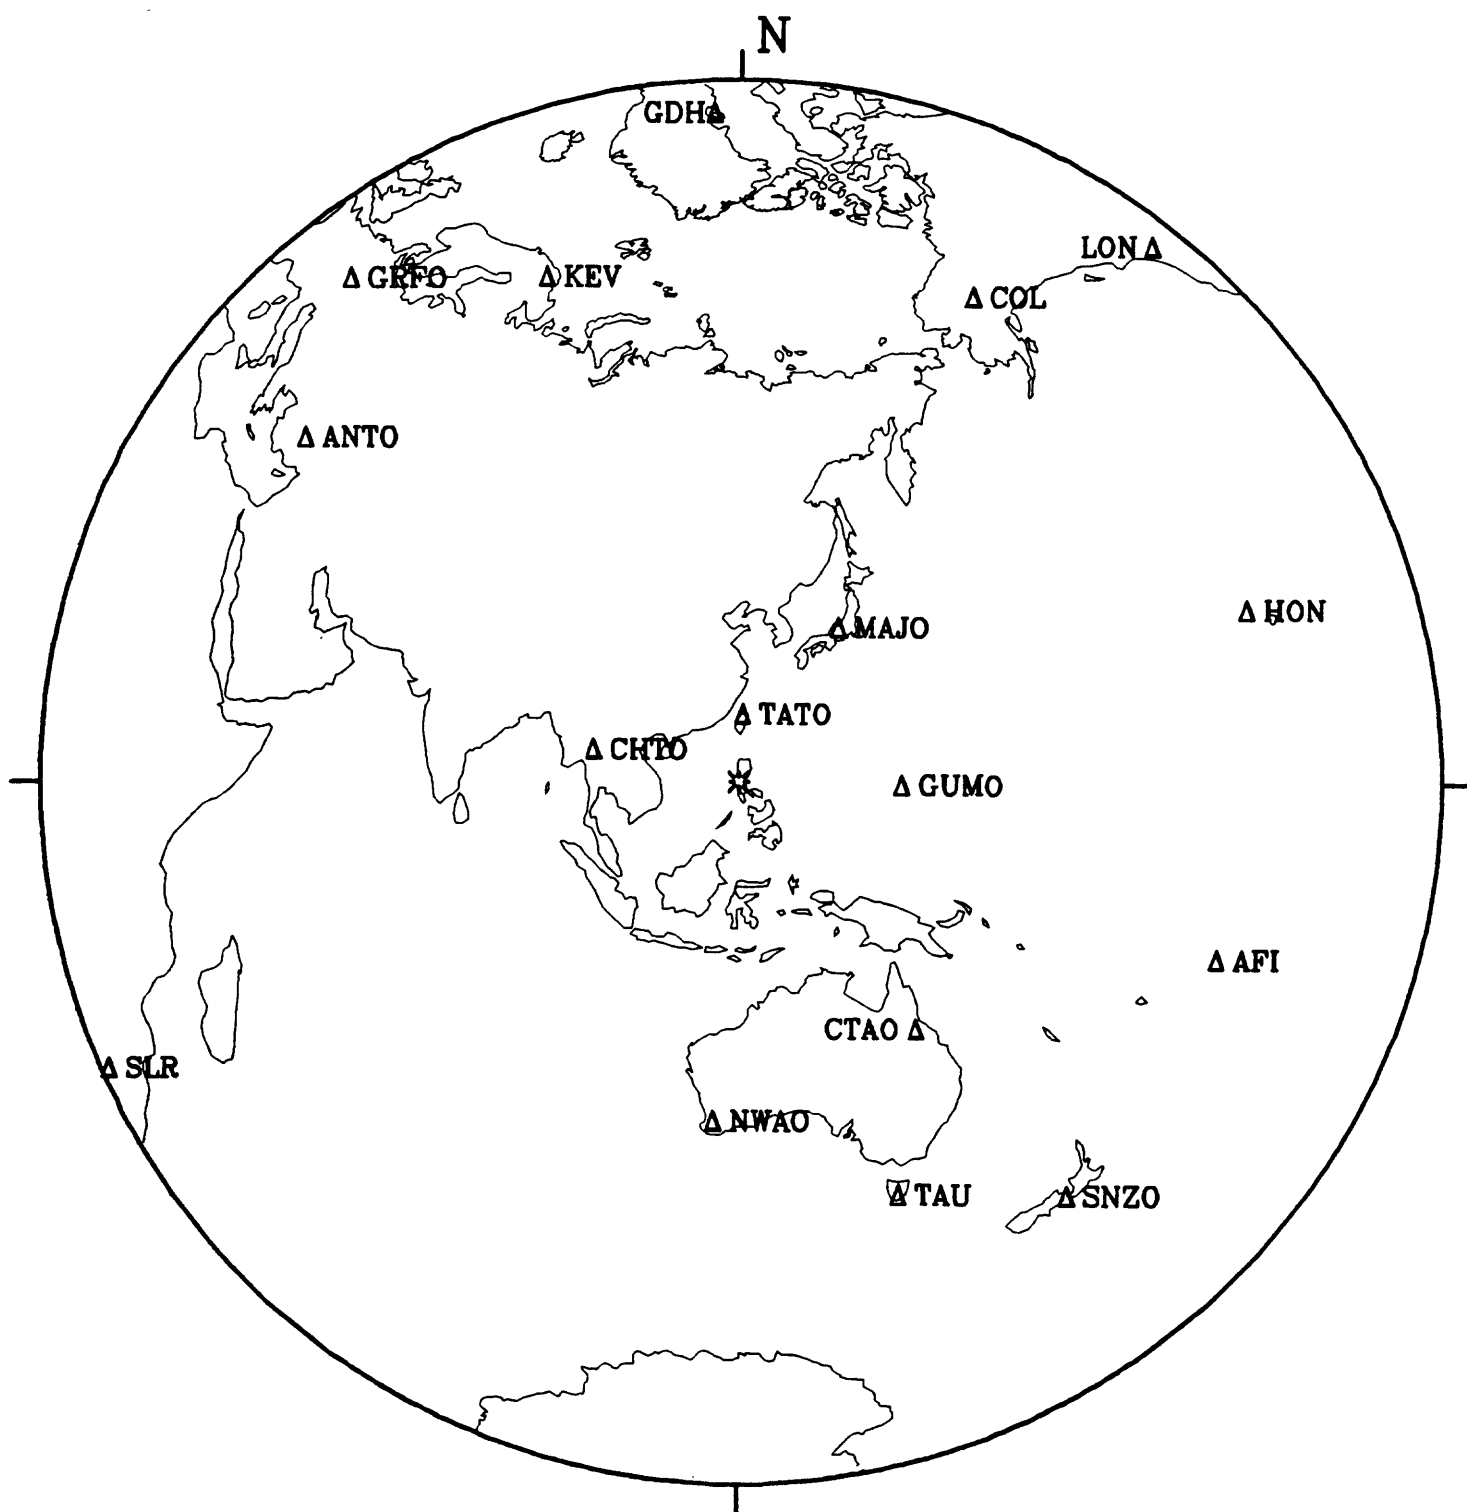 N
GDH
LON
GRFO
KEV
COL
ANTO
HON
MAJO
TATO
CHTO
GUMO
AFI
CTAO
SLR
NWAO
TAU
SNZO